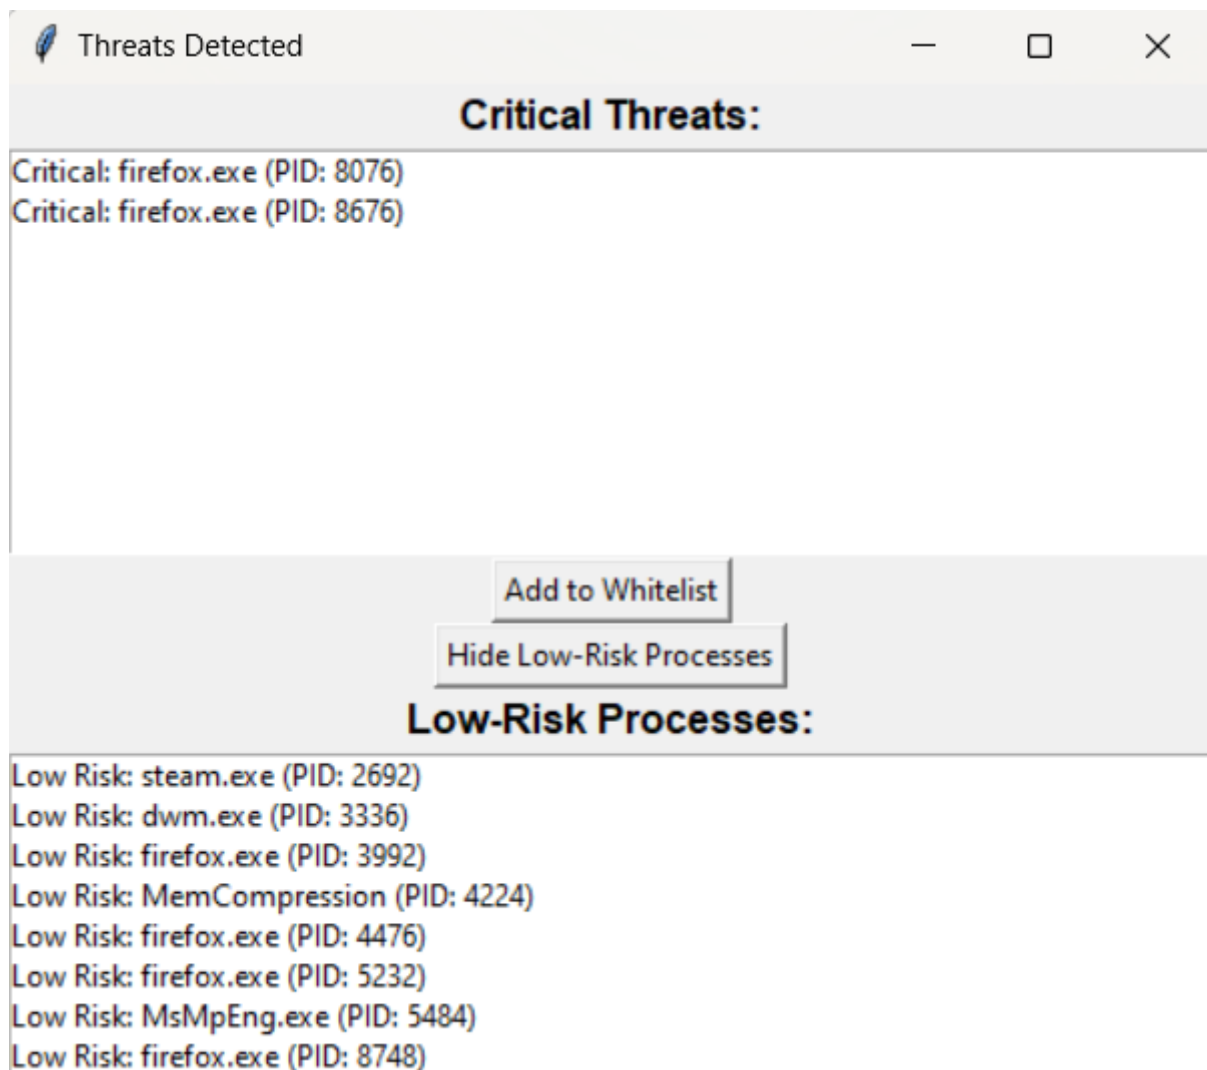 Threats Detected
Critical Threats:
Critical: firefox.exe (PID: 8076)
Critical: firefox.exe (PID: 8676)
Add to Whitelist
Hide Low-Risk Processes
Low-Risk Processes:
Low Risk: steam.exe (PID: 2692)
Low Risk: dwm.exe (PID: 3336)
Low Risk: firefox.exe (PID: 3992)
Low Risk: MemCompression (PID: 4224)
Low Risk: firefox.exe (PID: 4476)
Low Risk: firefox.exe (PID: 5232)
Low Risk: MsMpEng.exe (PID: 5484)
Low Risk: firefox.exe (PID: 8748)